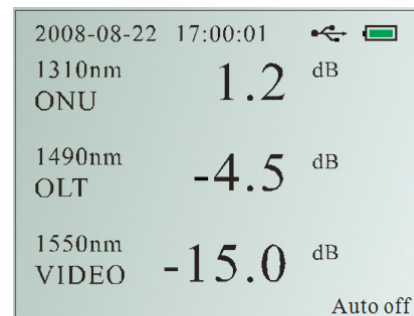 2008-08-22 17:00:01
1310nm
ONU 1.2 dB
1490nm
OLT -4.5 dB
1550nm
VIDEO -15.0 dB
Auto off